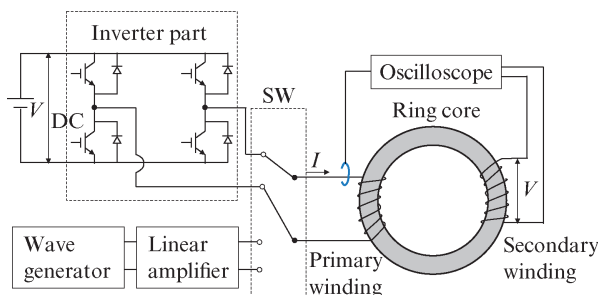 Inverter part
V
DC
SW
Oscilloscope
Ring core
I
V
Wave
generator
Linear
amplifier
Primary
winding
Secondary
winding